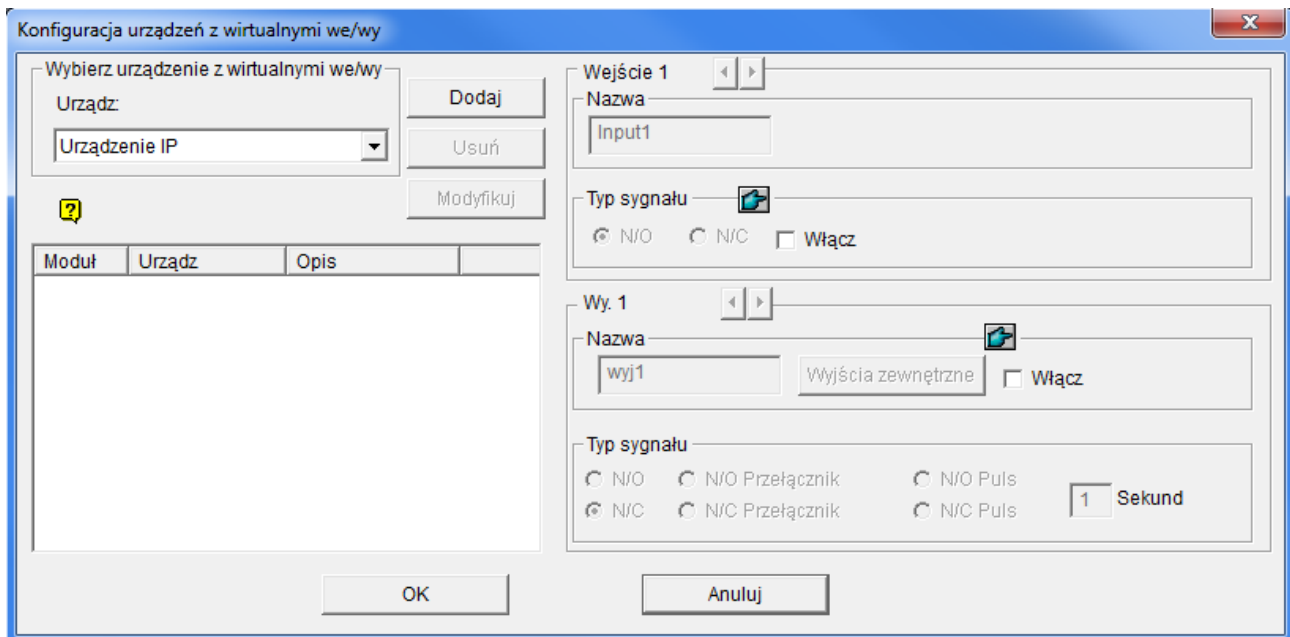 Konfiguracja urządzeń z wirtualnymi we/wy
x
Wybierz urządzenie z wirtualnymi we/wy
Urządz:
Urządzenie IP
Dodaj
Usuń
Modyfikuj
?
Moduł Urządz Opis
Wejście 1
Nazwa
Input1
Typ sygnału
N/O N/C Włącz
Wy. 1
Nazwa
wyj1 Wyjścia zewnętrzne Włącz
Typ sygnału
N/O N/O Przełącznik N/O Puls
N/C N/C Przełącznik N/C Puls
1 Sekund
OK Anuluj